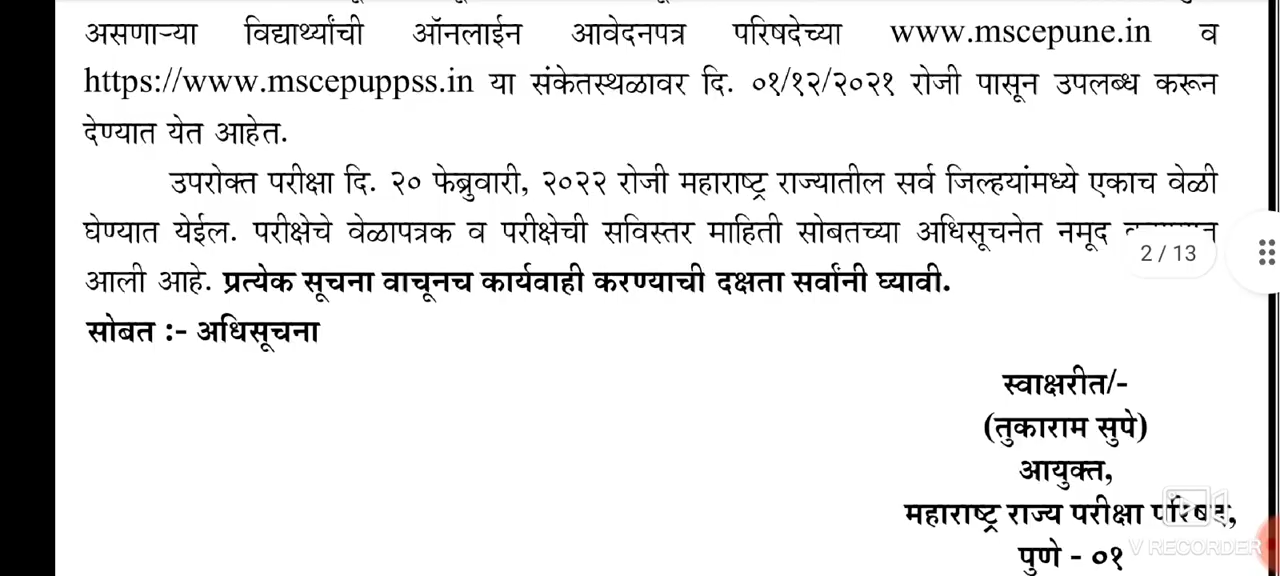 असणाऱ्या विद्यार्थ्यांची ऑनलाईन आवेदनपत्र परिषदेच्या www.mscepune.in व
https://www.mscepuppss.in या संकेतस्थळावर दि. ०१/१२/२०२१ रोजी पासून उपलब्ध करून
देण्यात येत आहेत.
उपरोक्त परीक्षा दि. २० फेब्रुवारी, २०२२ रोजी महाराष्ट्र राज्यातील सर्व जिल्हयांमध्ये एकाच वेळी
घेण्यात येईल. परीक्षेचे वेळापत्रक व परीक्षेची सविस्तर माहिती सोबतच्या अधिसूचनेत नमूद
2 / 13
आली आहे. प्रत्येक सूचना वाचूनच कार्यवाही करण्याची दक्षता सर्वांनी घ्यावी.
सोबत :- अधिसूचना
स्वाक्षरीत/-
(तुकाराम सुपे)
आयुक्त,
महाराष्ट्र राज्य परीक्षा परिषद,
पुणे - ०१
V RECORDER